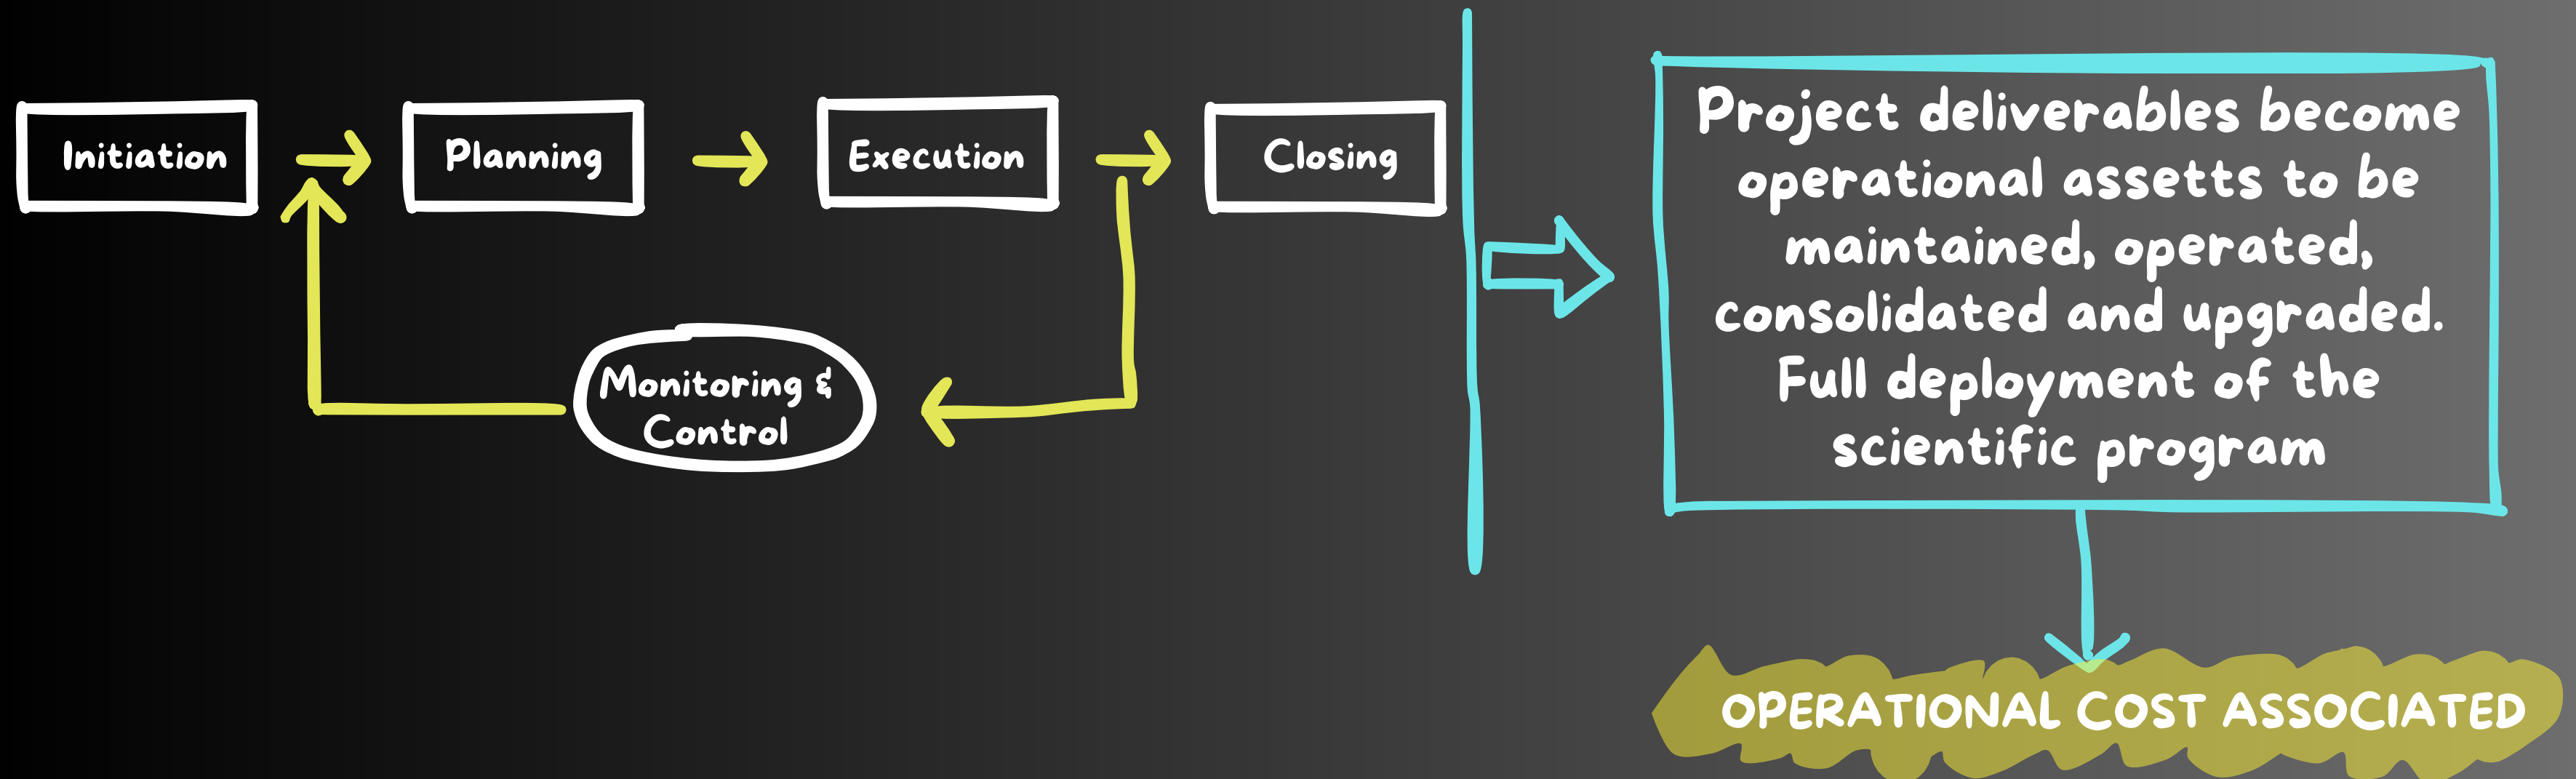 Initiation
Planning
Execution
Closing
Monitoring &
Control
Project deliverables become
operational assetts to be
maintained, operated,
consolidated and upgraded.
Full deployment of the
scientific program
OPERATIONAL COST ASSOCIATED